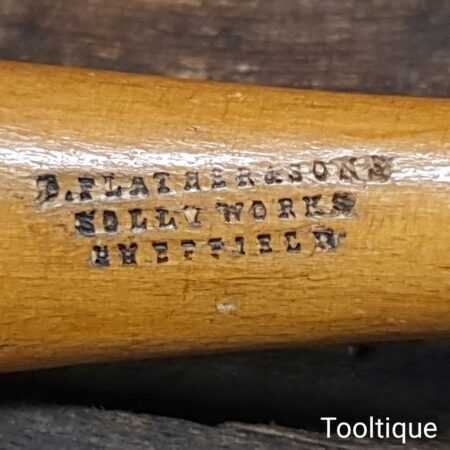 D. FLATHER & SONS
SOLLY WORKS
SHEFFIELD
Tooltique